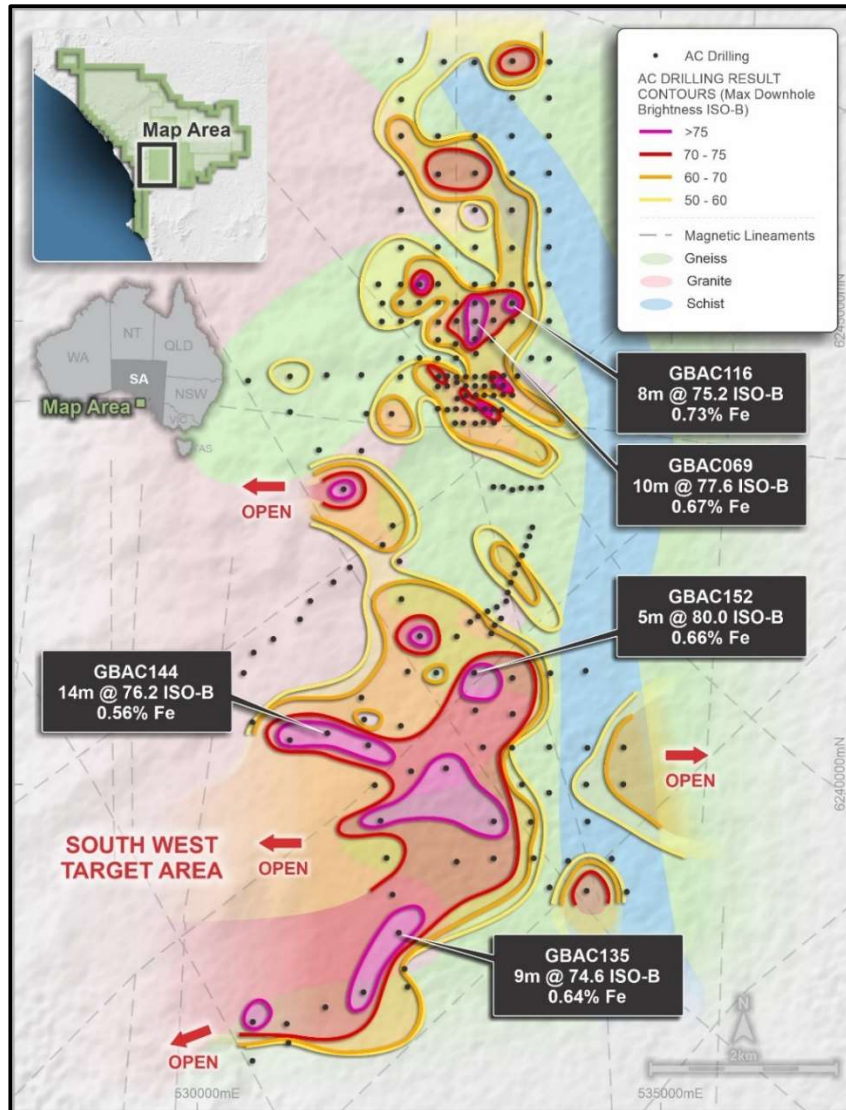 Map Area
WA
NT
QLD
SA
NSW
VIC
TAS
Map Area
AC Drilling
AC DRILLING RESULT
CONTOURS (Max Downhole
Brightness ISO-B)
>75
70 - 75
60 - 70
50 - 60
Magnetic Lineaments
Gneiss
Granite
Schist
6245000mN
GBAC116
8m @ 75.2 ISO-B
0.73% Fe
GBAC069
10m @ 77.6 ISO-B
0.67% Fe
OPEN
GBAC152
5m @ 80.0 ISO-B
0.66% Fe
GBAC144
14m @ 76.2 ISO-B
0.56% Fe
OPEN
6240000mN
SOUTH WEST
TARGET AREA
OPEN
GBAC135
9m @ 74.6 ISO-B
0.64% Fe
OPEN
N
2km
530000mE
535000mE